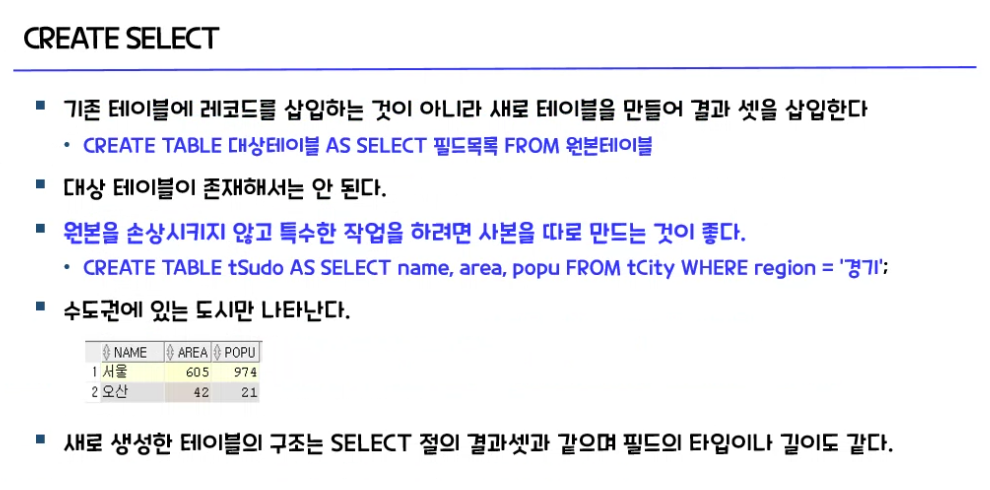 CREATE SELECT
기존 테이블에 레코드를 삽입하는 것이 아니라 새로 테이블을 만들어 결과 셋을 삽입한다
CREATE TABLE 대상테이블 AS SELECT 필드목록 FROM 원본테이블
대상 테이블이 존재해서는 안 된다.
원본을 손상시키지 않고 특수한 작업을 하려면 사본을 따로 만드는 것이 좋다.
CREATE TABLE tSudo AS SELECT name, area, popu FROM tCity WHERE region = '경기';
수도권에 있는 도시만 나타난다.
NAME AREA POPU
1 서울 605 974
2 오산 42 21
새로 생성한 테이블의 구조는 SELECT 절의 결과셋과 같으며 필드의 타입이나 길이도 같다.